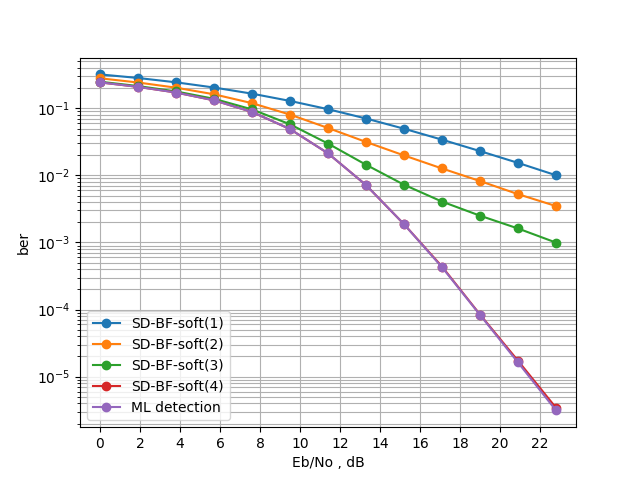 10⁻¹
10⁻²
10⁻³
10⁻⁴
10⁻⁵
ber
SD-BF-soft(1)
SD-BF-soft(2)
SD-BF-soft(3)
SD-BF-soft(4)
ML detection
0 2 4 6 8 10 12 14 16 18 20 22
Eb/No , dB